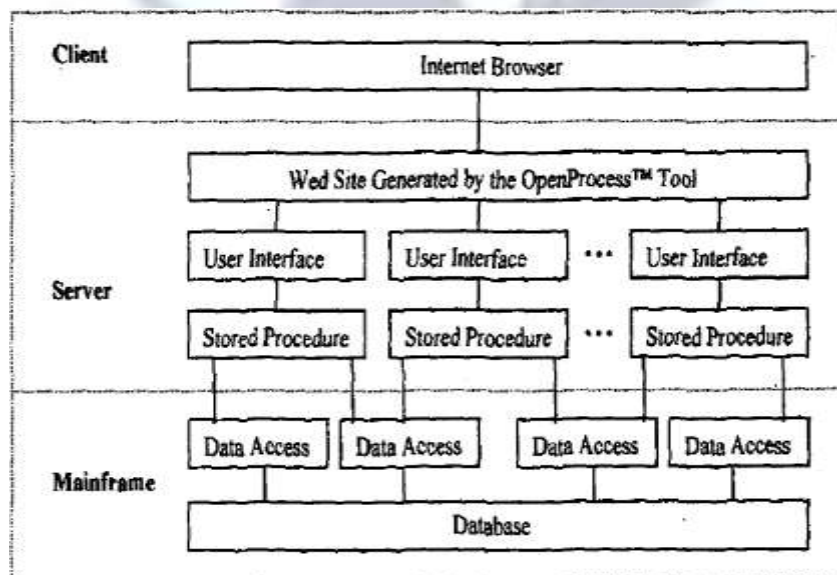 Client
Internet Browser
Wed Site Generated by the OpenProcess™ Tool
User Interface User Interface ... User Interface
Server
Stored Procedure Stored Procedure ... Stored Procedure
Data Access Data Access Data Access Data Access
Mainframe
Database